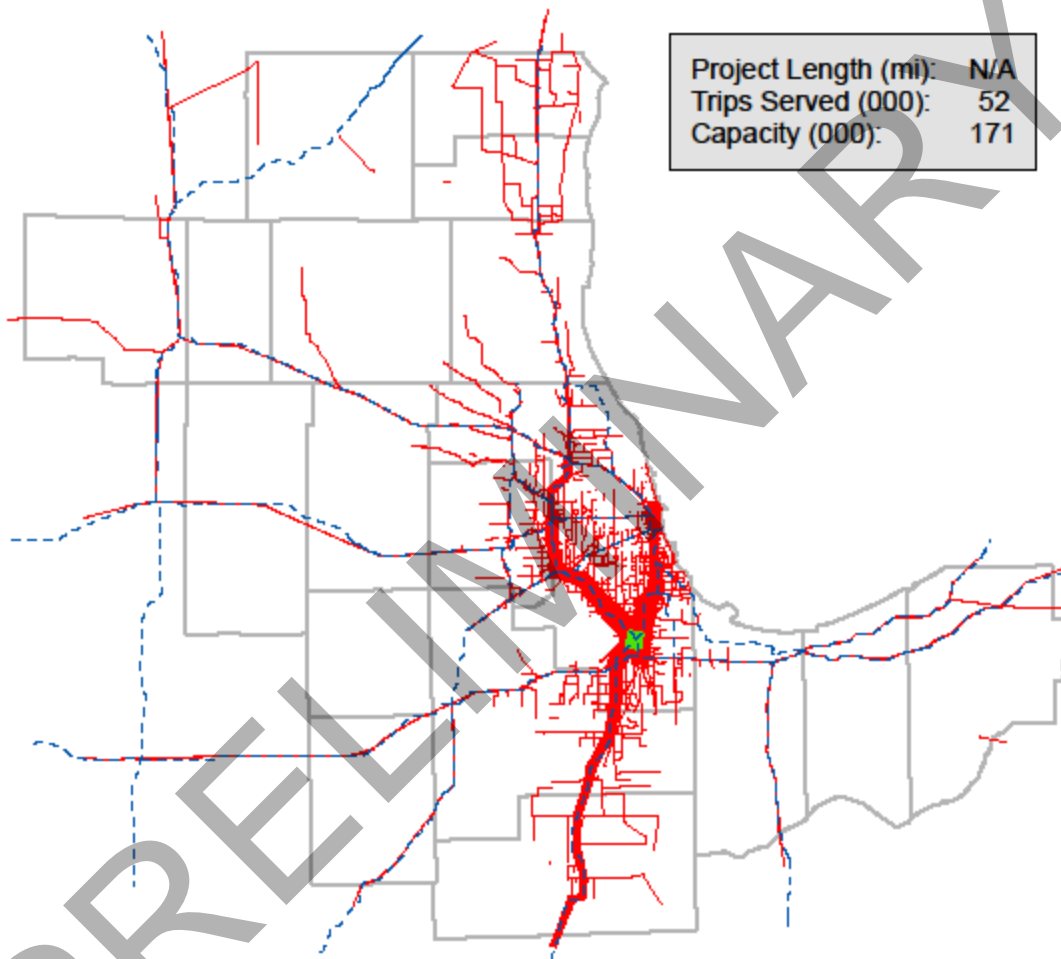 Project Length (mi): N/A
Trips Served (000): 52
Capacity (000): 171
PRELIMINARY